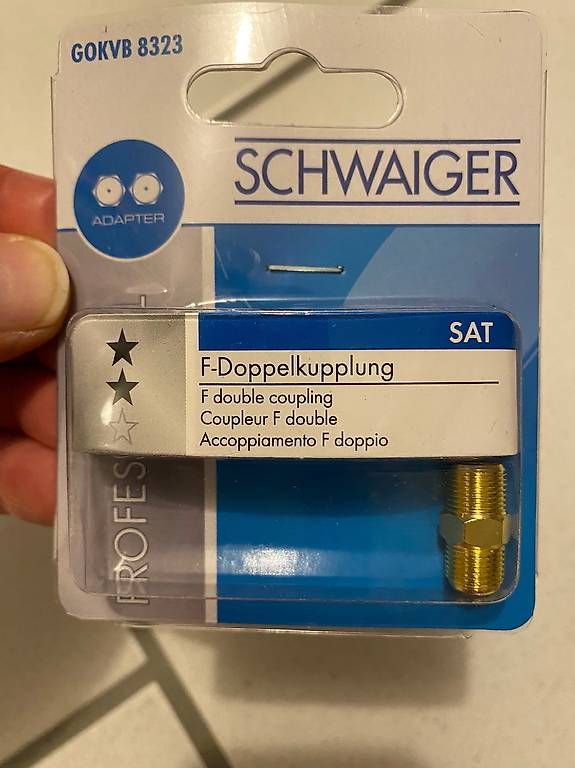 GOKVB 8323
SCHWAIGER
ADAPTER
SAT
F-Doppelkupplung
F double coupling
Coupleur F double
Accoppiamento F doppio